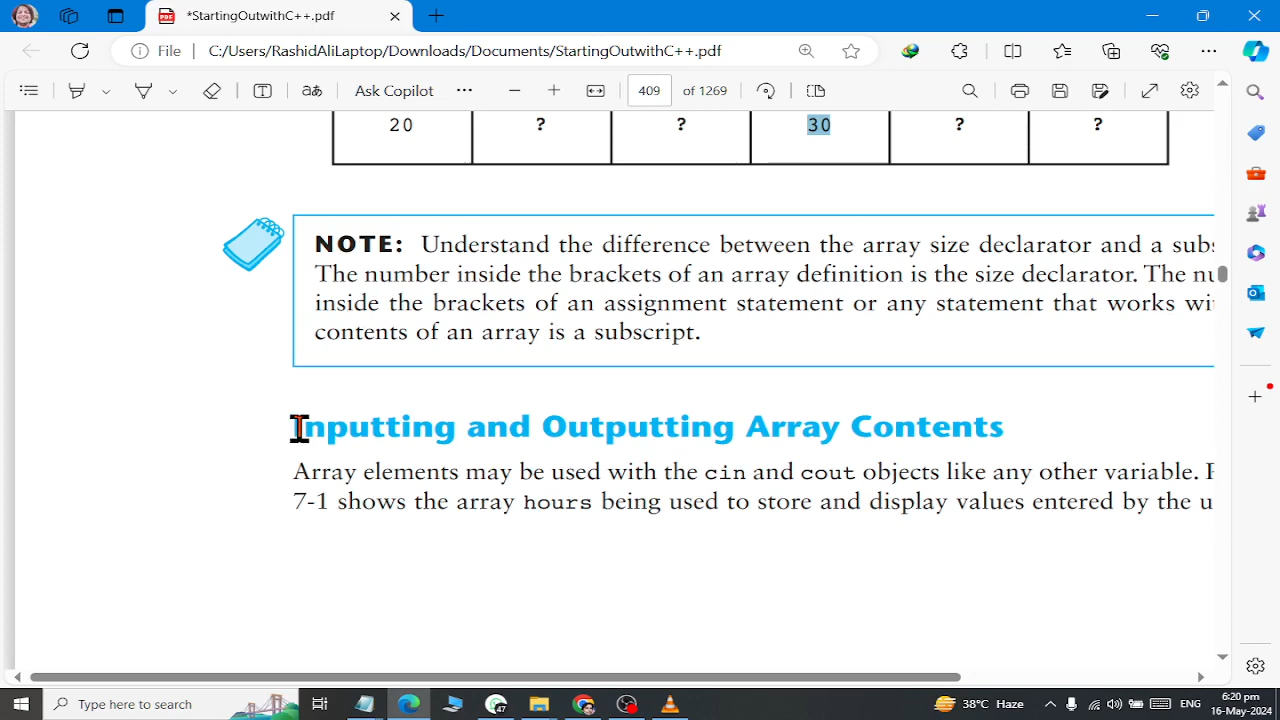 *StartingOutwithC++.pdf
File
C:/Users/RashidAliLaptop/Downloads/Documents/StartingOutwithC++.pdf
Ask Copilot
409
of 1269
20 ? ? 30 ? ?
NOTE: Understand the difference between the array size declarator and a subs
The number inside the brackets of an array definition is the size declarator. The nu
inside the brackets of an assignment statement or any statement that works wi
contents of an array is a subscript.
Inputting and Outputting Array Contents
Array elements may be used with the cin and cout objects like any other variable. P
7-1 shows the array hours being used to store and display values entered by the u
Type here to search
47
38°C Haze
ENG
6:20 pm
16-May-2024